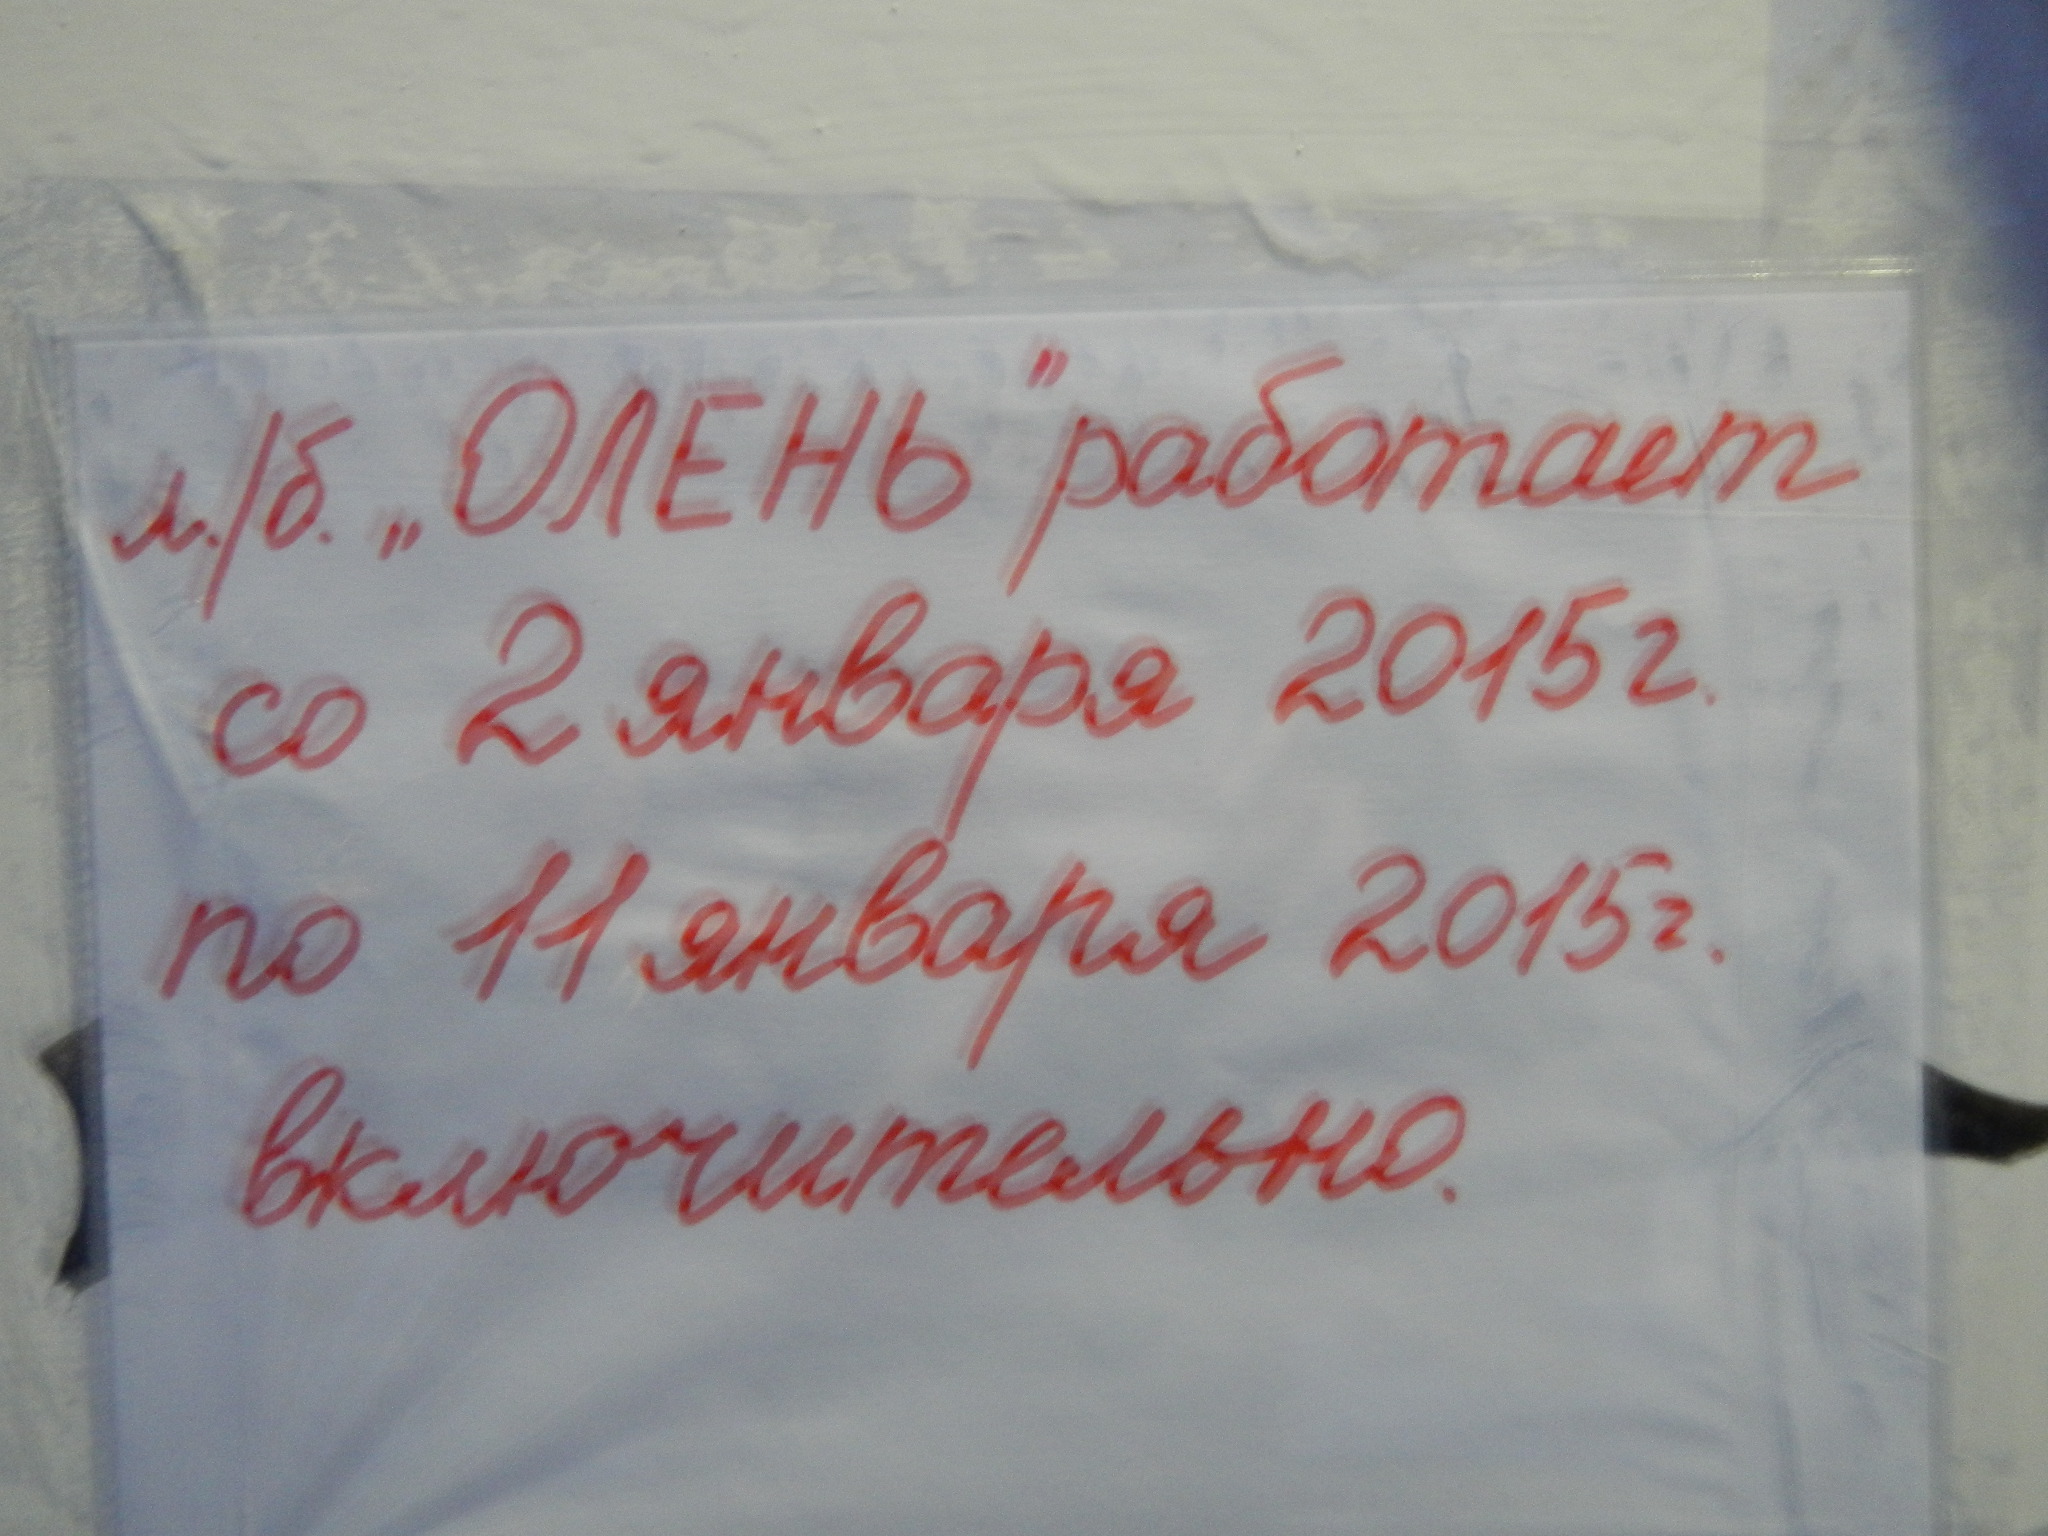 л./б. „ОЛЕНЬ" работает
со 2 января 2015г.
по 11 января 2015г.
включительно.